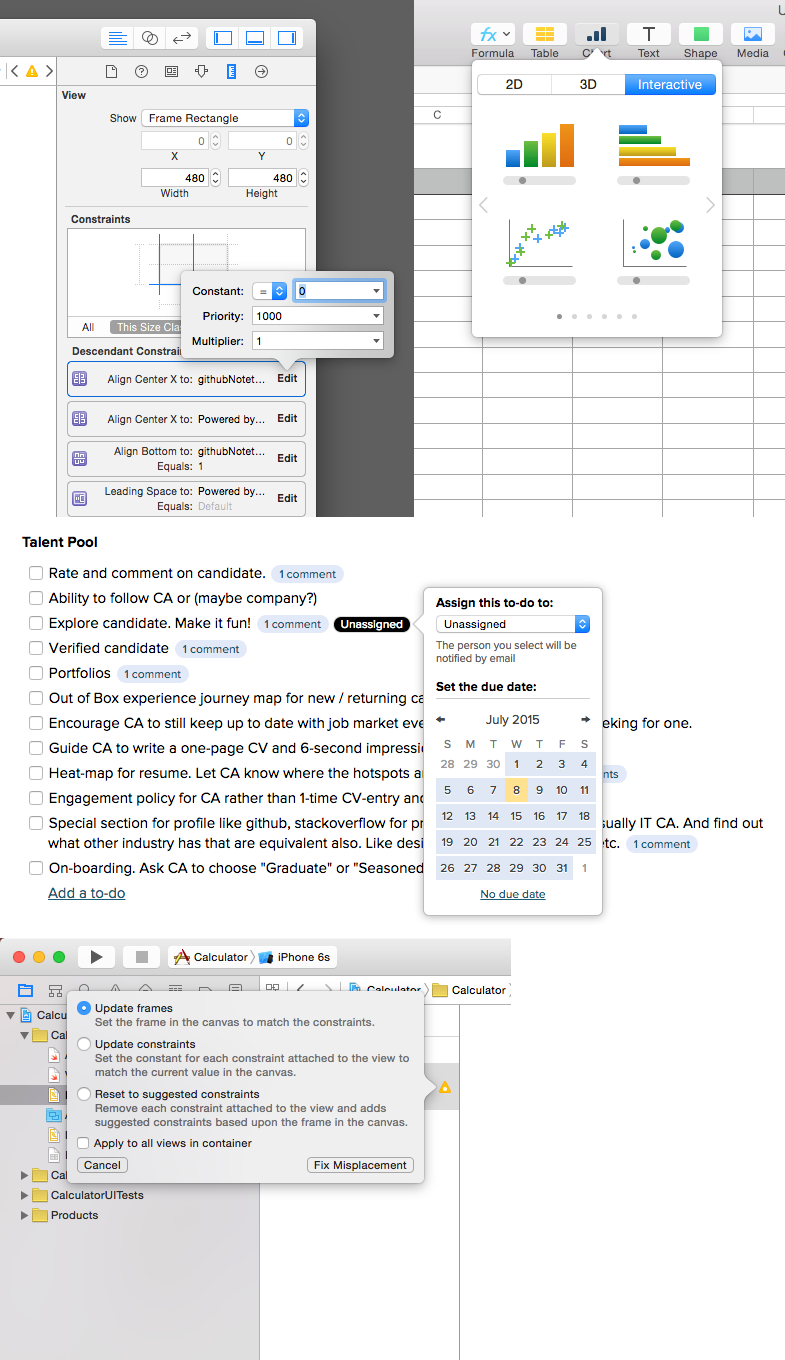 View
Show Frame Rectangle
0 0
X Y
480 480
Width Height
Constraints
Constant: = 0
Priority: 1000
Multiplier: 1
All This Size Clas
Descendant Constrai
Align Center X to: githubNotet... Edit
Align Center X to: Powered by... Edit
Align Bottom to: githubNotet... Edit
Equals: 1
Leading Space to: Powered by... Edit
Equals: Default
fx
Formula Table Chart Text Shape Media
2D 3D Interactive
C
Talent Pool
Rate and comment on candidate. 1 comment
Ability to follow CA or (maybe company?)
Explore candidate. Make it fun! 1 comment Unassigned
Verified candidate 1 comment
Portfolios 1 comment
Out of Box experience journey map for new / returning ca
Encourage CA to still keep up to date with job market eve eking for one.
Guide CA to write a one-page CV and 6-second impressi
Heat-map for resume. Let CA know where the hotspots a nts
Engagement policy for CA rather than 1-time CV-entry and
Special section for profile like github, stackoverflow for pr sually IT CA. And find out
what other industry has that are equivalent also. Like desi etc. 1 comment
On-boarding. Ask CA to choose "Graduate" or "Seasoned
Add a to-do
Assign this to-do to:
Unassigned
The person you select will be
notified by email
Set the due date:
July 2015
S M T W T F S
28 29 30 1 2 3 4
5 6 7 8 9 10 11
12 13 14 15 16 17 18
19 20 21 22 23 24 25
26 27 28 29 30 31 1
No due date
Calculator iPhone 6s
Calculator Calculator
Calcu
Cal
Update frames
Set the frame in the canvas to match the constraints.
Update constraints
Set the constant for each constraint attached to the view to
match the current value in the canvas.
Reset to suggested constraints
Remove each constraint attached to the view and adds
suggested constraints based upon the frame in the canvas.
Apply to all views in container
Cancel Fix Misplacement
Cal
CalculatorUITests
Products